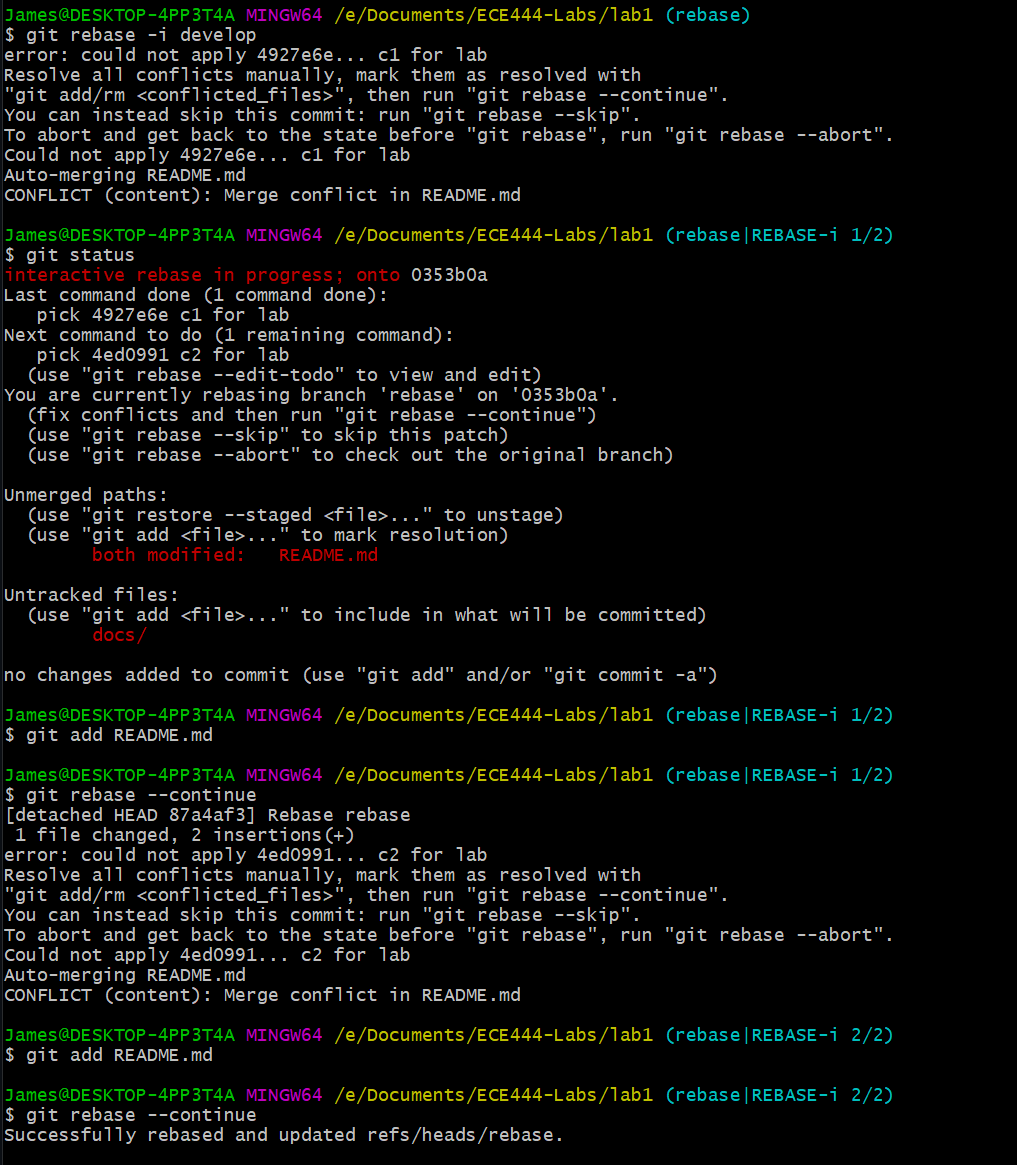 James@DESKTOP-4PP3T4A MINGW64 /e/Documents/ECE444-Labs/lab1 (rebase)
$ git rebase -i develop
error: could not apply 4927e6e... c1 for lab
Resolve all conflicts manually, mark them as resolved with
"git add/rm <conflicted_files>", then run "git rebase --continue".
You can instead skip this commit: run "git rebase --skip".
To abort and get back to the state before "git rebase", run "git rebase --abort".
Could not apply 4927e6e... c1 for lab
Auto-merging README.md
CONFLICT (content): Merge conflict in README.md

James@DESKTOP-4PP3T4A MINGW64 /e/Documents/ECE444-Labs/lab1 (rebase|REBASE-i 1/2)
$ git status
interactive rebase in progress; onto 0353b0a
Last command done (1 command done):
   pick 4927e6e c1 for lab
Next command to do (1 remaining command):
   pick 4ed0991 c2 for lab
  (use "git rebase --edit-todo" to view and edit)
You are currently rebasing branch 'rebase' on '0353b0a'.
  (fix conflicts and then run "git rebase --continue")
  (use "git rebase --skip" to skip this patch)
  (use "git rebase --abort" to check out the original branch)

Unmerged paths:
  (use "git restore --staged <file>..." to unstage)
  (use "git add <file>..." to mark resolution)
        both modified:   README.md

Untracked files:
  (use "git add <file>..." to include in what will be committed)
        docs/

no changes added to commit (use "git add" and/or "git commit -a")

James@DESKTOP-4PP3T4A MINGW64 /e/Documents/ECE444-Labs/lab1 (rebase|REBASE-i 1/2)
$ git add README.md

James@DESKTOP-4PP3T4A MINGW64 /e/Documents/ECE444-Labs/lab1 (rebase|REBASE-i 1/2)
$ git rebase --continue
[detached HEAD 87a4af3] Rebase rebase
 1 file changed, 2 insertions(+)
error: could not apply 4ed0991... c2 for lab
Resolve all conflicts manually, mark them as resolved with
"git add/rm <conflicted_files>", then run "git rebase --continue".
You can instead skip this commit: run "git rebase --skip".
To abort and get back to the state before "git rebase", run "git rebase --abort".
Could not apply 4ed0991... c2 for lab
Auto-merging README.md
CONFLICT (content): Merge conflict in README.md

James@DESKTOP-4PP3T4A MINGW64 /e/Documents/ECE444-Labs/lab1 (rebase|REBASE-i 2/2)
$ git add README.md

James@DESKTOP-4PP3T4A MINGW64 /e/Documents/ECE444-Labs/lab1 (rebase|REBASE-i 2/2)
$ git rebase --continue
Successfully rebased and updated refs/heads/rebase.